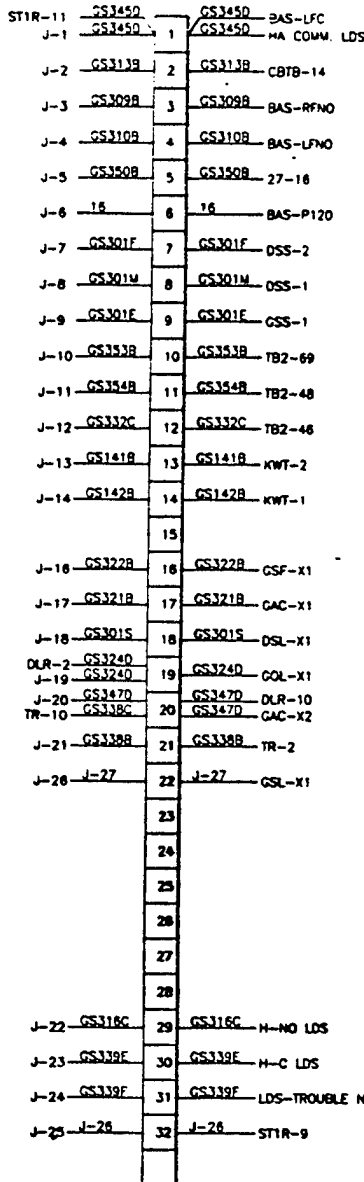 ST1R-11 GS345D GS345D BAS-LFC
J-1 GS345D 1 GS345D HA COMM. LDS
J-2 GS313B 2 GS313B CBTB-14
J-3 GS309B 3 GS309B BAS-RFNO
J-4 GS310B 4 GS310B BAS-LFNO
J-5 GS350B 5 GS350B 27-16
J-6 16 6 16 BAS-P120
J-7 GS301F 7 GS301F DSS-2
J-8 GS301M 8 GS301M DSS-1
J-9 GS301E 9 GS301E GSS-1
J-10 GS353B 10 GS353B TB2-69
J-11 GS354B 11 GS354B TB2-48
J-12 GS332C 12 GS332C TB2-46
J-13 GS141B 13 GS141B KWT-2
J-14 GS142B 14 GS142B KWT-1
15
J-16 GS322B 16 GS322B GSF-X1
J-17 GS321B 17 GS321B GAC-X1
J-18 GS301S 18 GS301S DSL-X1
DLR-2 GS324D
J-19 GS324D 19 GS324D GOL-X1
J-20 GS347D GS347D DLR-10
TR-10 GS338C 20 GS347D GAC-X2
J-21 GS338B 21 GS338B TR-2
J-26 J-27 22 J-27 GSL-X1
23
24
25
26
27
28
J-22 GS316C 29 GS316C H-NO LDS
J-23 GS339E 30 GS339E H-C LDS
J-24 GS339F 31 GS339F LDS-TROUBLE N
J-25 J-26 32 J-26 ST1R-9